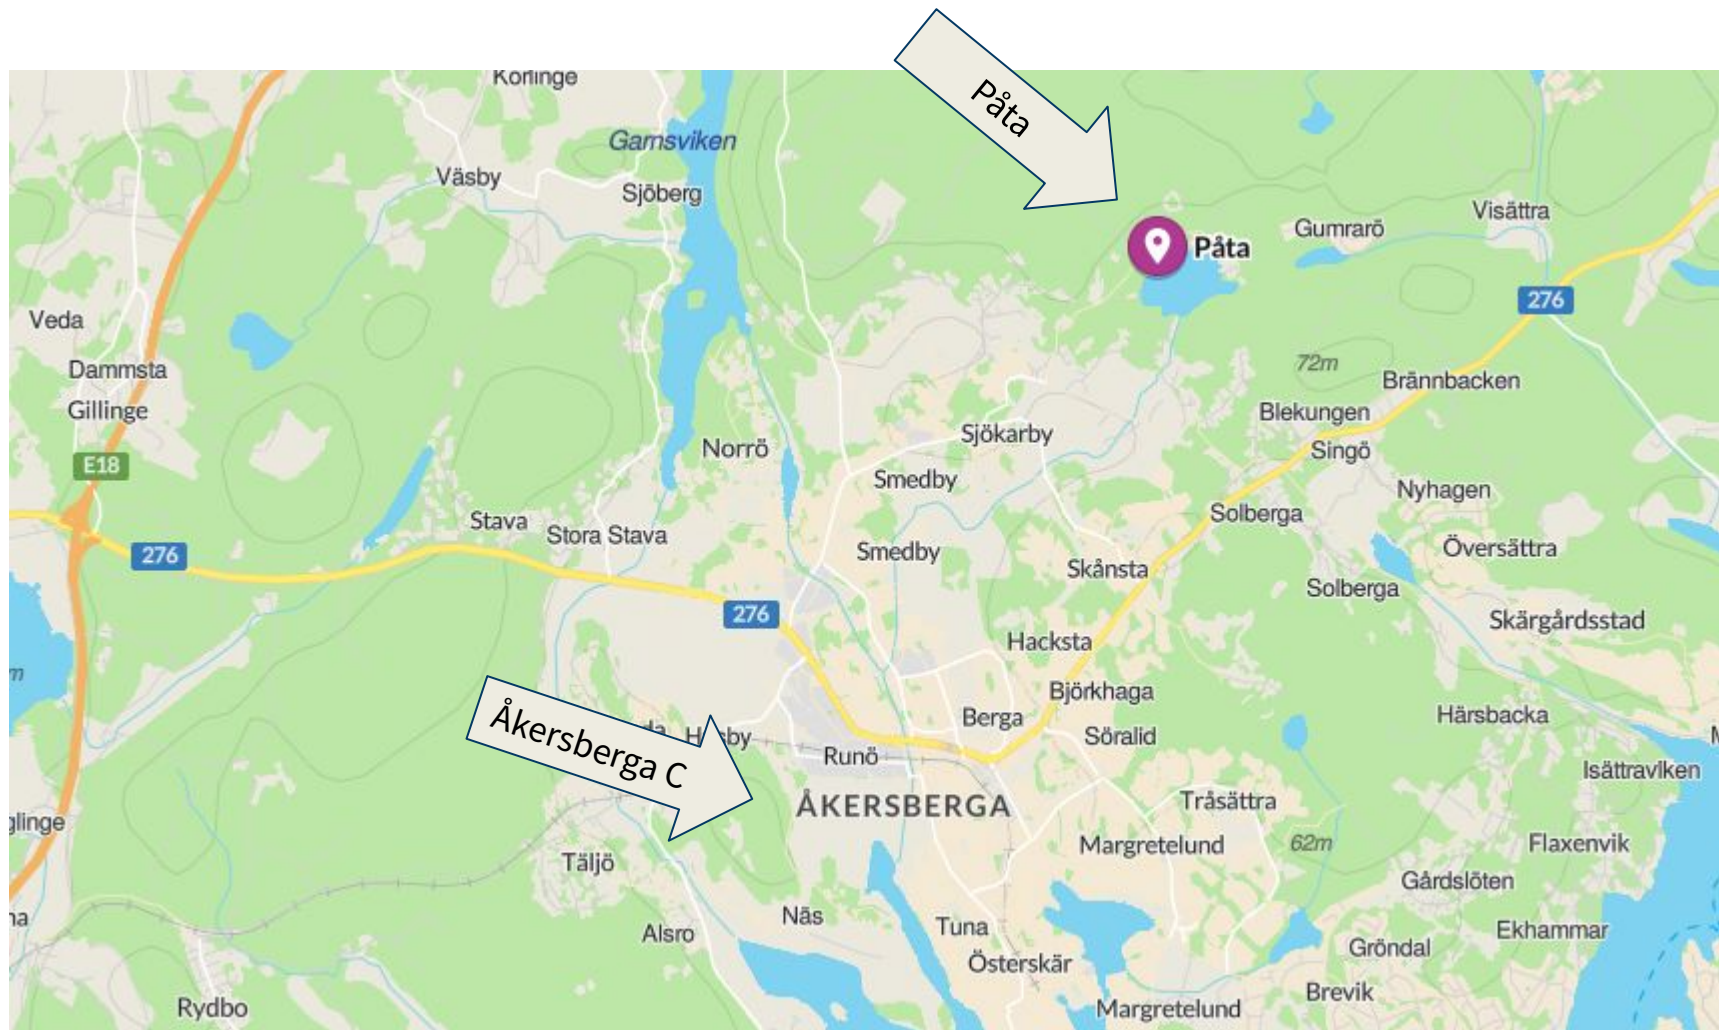 Påta
Korlinge
Garnsviken
Väsby
Sjöberg
Visättra
Gumrarö
Påta
276
Veda
Dammsta
72m
Brännbacken
Gillinge
Blekungen
Sjökarby
Norrö
Singö
E18
Smedby
Nyhagen
Stava
Stora Stava
Solberga
276
Smedby
Översättra
Skånsta
Solberga
276
Skärgårdsstad
Hacksta
Björkhaga
Åkersberga C
Berga
Härsbacka
Söralid
Runö
Isättraviken
ÅKERSBERGA
Tråsättra
Margretelund
62m
Flaxenvik
Täljö
Gårdslöten
Näs
Tuna
Alsro
Ekhammar
Gröndal
Österskär
Brevik
Rydbo
Margretelund